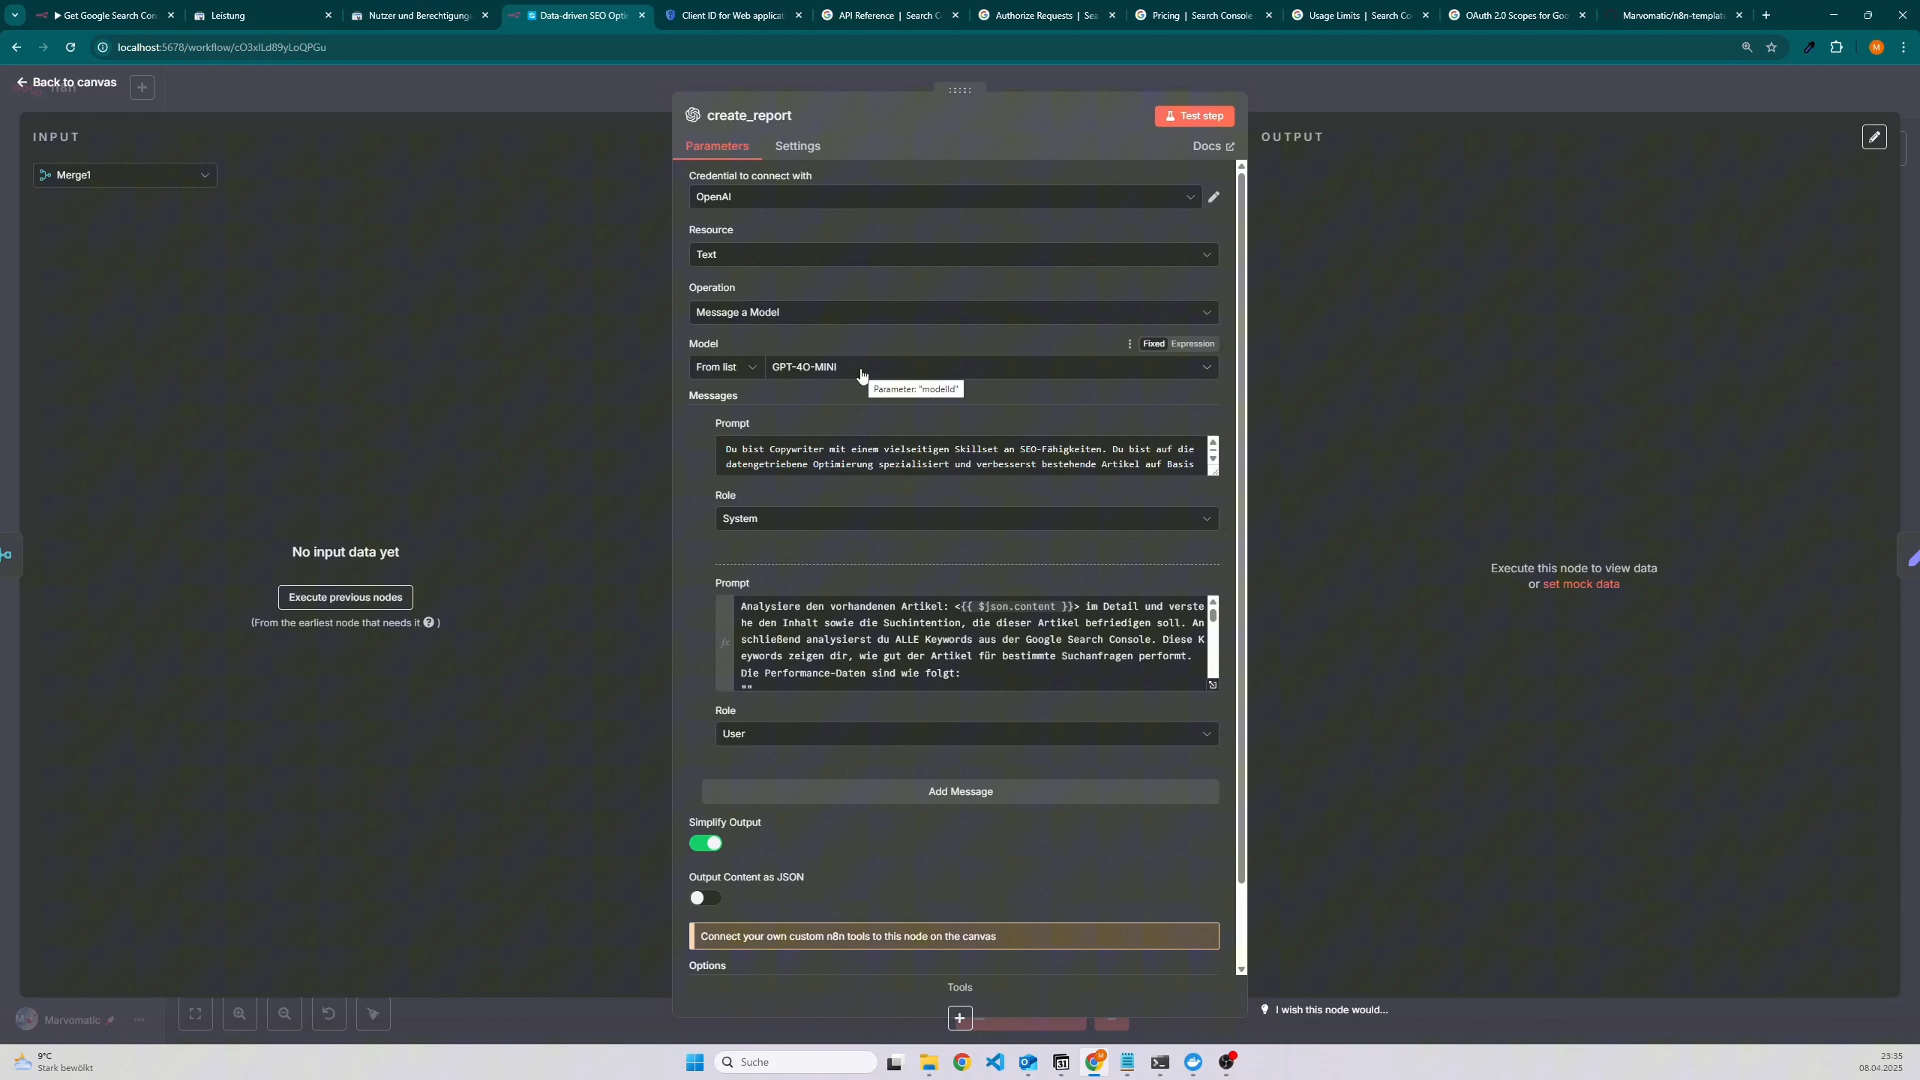 ▶ Get Google Search Con
Leistung
Nutzer und Berechtigung
Data-driven SEO Opti
Client ID for Web applicat
API Reference | Search C
Authorize Requests | Sea
Pricing | Search Console
Usage Limits | Search Co
OAuth 2.0 Scopes for Goo
Marvomatic/n8n-templat
localhost:5678/workflow/cO3xILd89yLoQPGu
M
Back to canvas
INPUT
Merge1
No input data yet
Execute previous nodes
(From the earliest node that needs it ?)
create_report
Test step
Parameters
Settings
Docs
Credential to connect with
OpenAI
Resource
Text
Operation
Message a Model
Model
Fixed
Expression
From list
GPT-4O-MINI
Parameter: "modelId"
Messages
Prompt
Du bist Copywriter mit einem vielseitigen Skillset an SEO-Fähigkeiten. Du bist auf die
datengetriebene Optimierung spezialisiert und verbesserst bestehende Artikel auf Basis
Role
System
Prompt
Analysiere den vorhandenen Artikel: <{{ $json.content }}> im Detail und verste
he den Inhalt sowie die Suchintention, die dieser Artikel befriedigen soll. An
schließend analysierst du ALLE Keywords aus der Google Search Console. Diese K
eywords zeigen dir, wie gut der Artikel für bestimmte Suchanfragen performt.
Die Performance-Daten sind wie folgt:
""
fx
Role
User
Add Message
Simplify Output
Output Content as JSON
Connect your own custom n8n tools to this node on the canvas
Options
Tools
OUTPUT
Execute this node to view data
or set mock data
I wish this node would...
Marvomatic
9°C
Stark bewölkt
Suche
31
23:35
08.04.2025